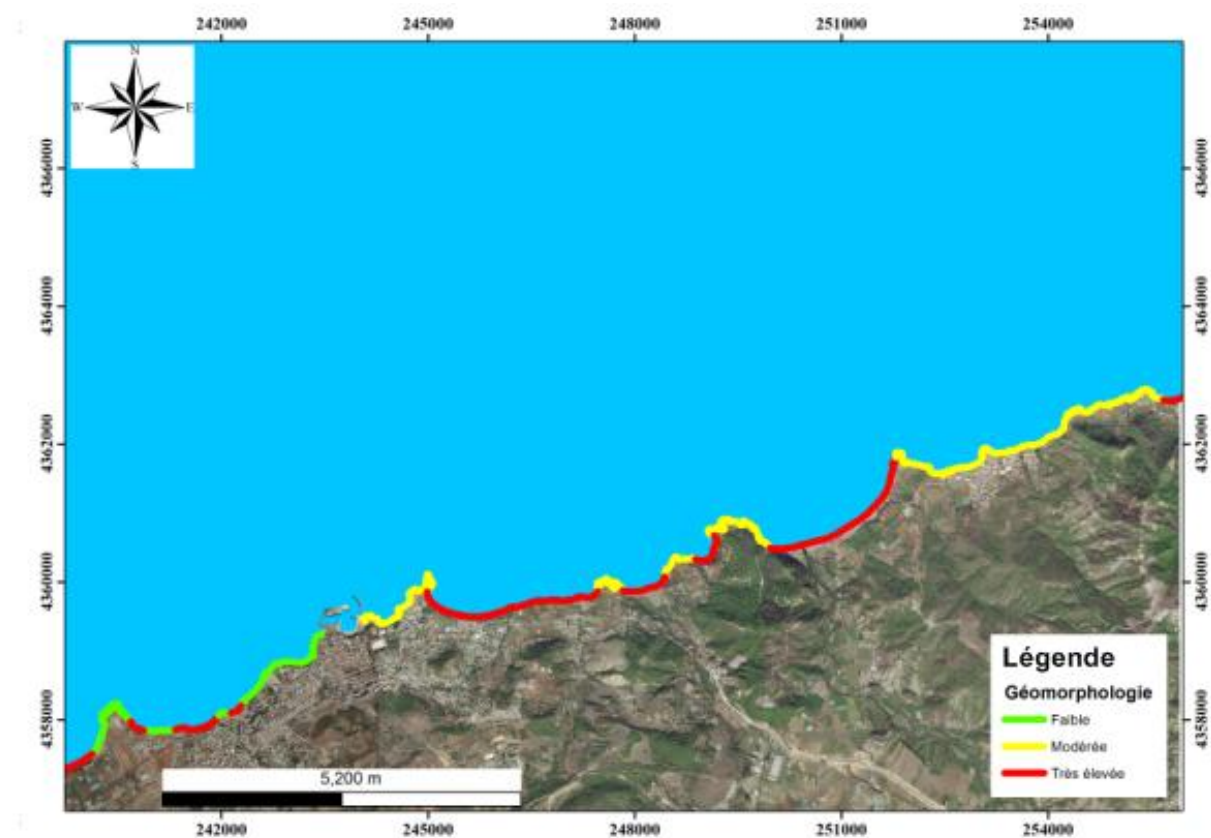 242000 245000 248000 251000 254000
N
W E
S
4366000 4366000
4364000 4364000
4362000 4362000
4360000 4360000
4358000 4358000
Légende
Géomorphologie
Faible
Modérée
Très élevée
5,200 m
242000 245000 248000 251000 254000